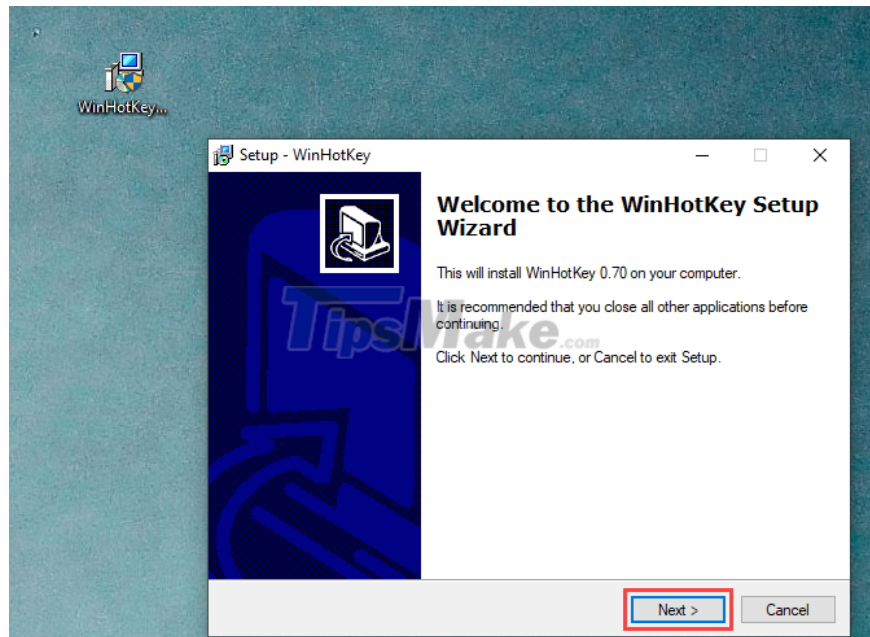 WinHotKey...
Setup - WinHotKey
Welcome to the WinHotKey Setup
Wizard
This will install WinHotKey 0.70 on your computer.
It is recommended that you close all other applications before
continuing.
TipsMake.com
Click Next to continue, or Cancel to exit Setup.
Next >
Cancel